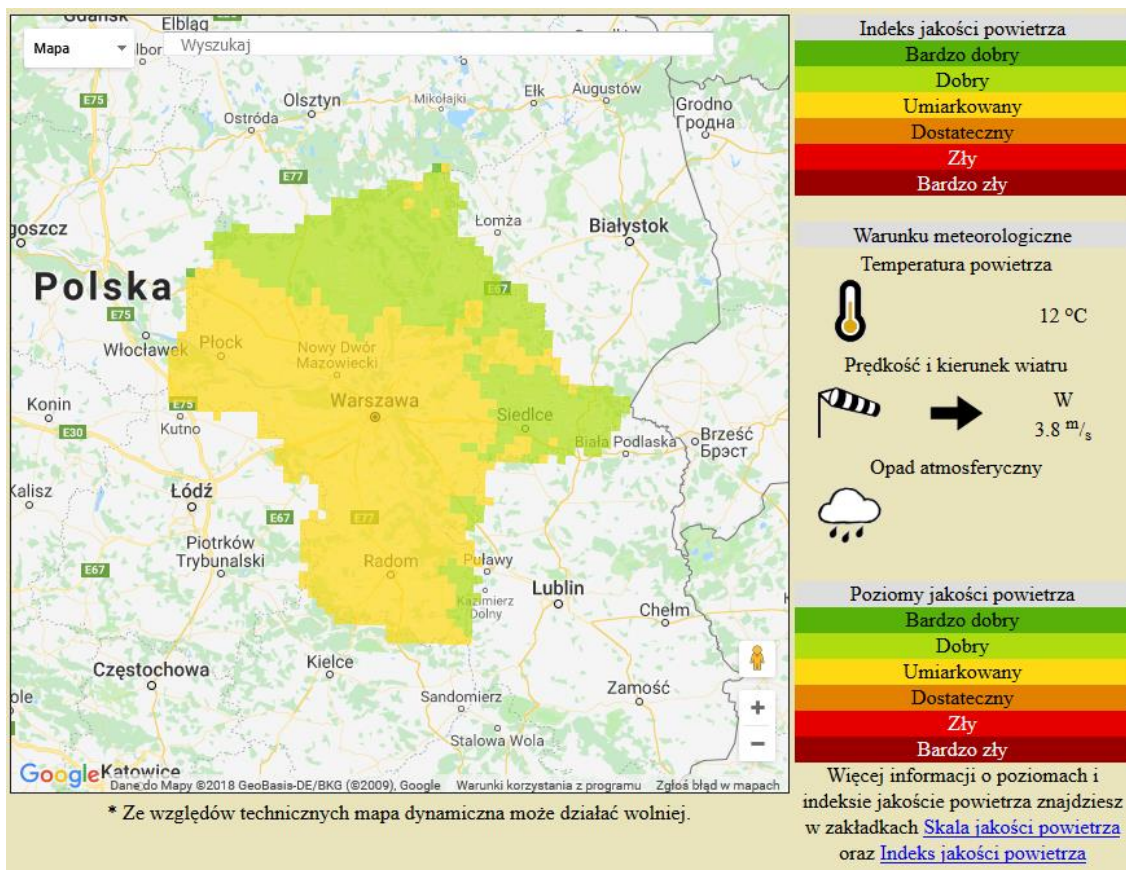 Gdańsk
Elbląg
Mapa
Wyszukaj
E75
Olsztyn
Mikołajki
Ełk
Augustów
Grodno
Гродна
Ostróda
E77
Łomża
Białystok
goszcz
Polska
E67
E75
Włocławek
Płock
Nowy Dwór
Mazowiecki
Warszawa
Konin
E75
E30
Kutno
Siedlce
Biała Podlaska
Brześć
Брэст
Kalisz
Łódź
E67
E77
Piotrków
Trybunalski
E67
Radom
Puławy
Kazimierz
Dolny
Lublin
Chełm
Częstochowa
Kielce
Sandomierz
Zamość
ole
Stalowa Wola
Google
Katowice
Dane do Mapy ©2018 GeoBasis-DE/BKG (©2009), Google
Warunki korzystania z programu
Zgłoś błąd w mapach
* Ze względów technicznych mapa dynamiczna może działać wolniej.
Indeks jakości powietrza
Bardzo dobry
Dobry
Umiarkowany
Dostateczny
Zły
Bardzo zły
Warunku meteorologiczne
Temperatura powietrza
12 °C
Prędkość i kierunek wiatru
W
3.8 m/s
Opad atmosferyczny
Poziomy jakości powietrza
Bardzo dobry
Dobry
Umiarkowany
Dostateczny
Zły
Bardzo zły
Więcej informacji o poziomach i
indeksie jakoście powietrza znajdziesz
w zakładkach Skala jakości powietrza
oraz Indeks jakości powietrza